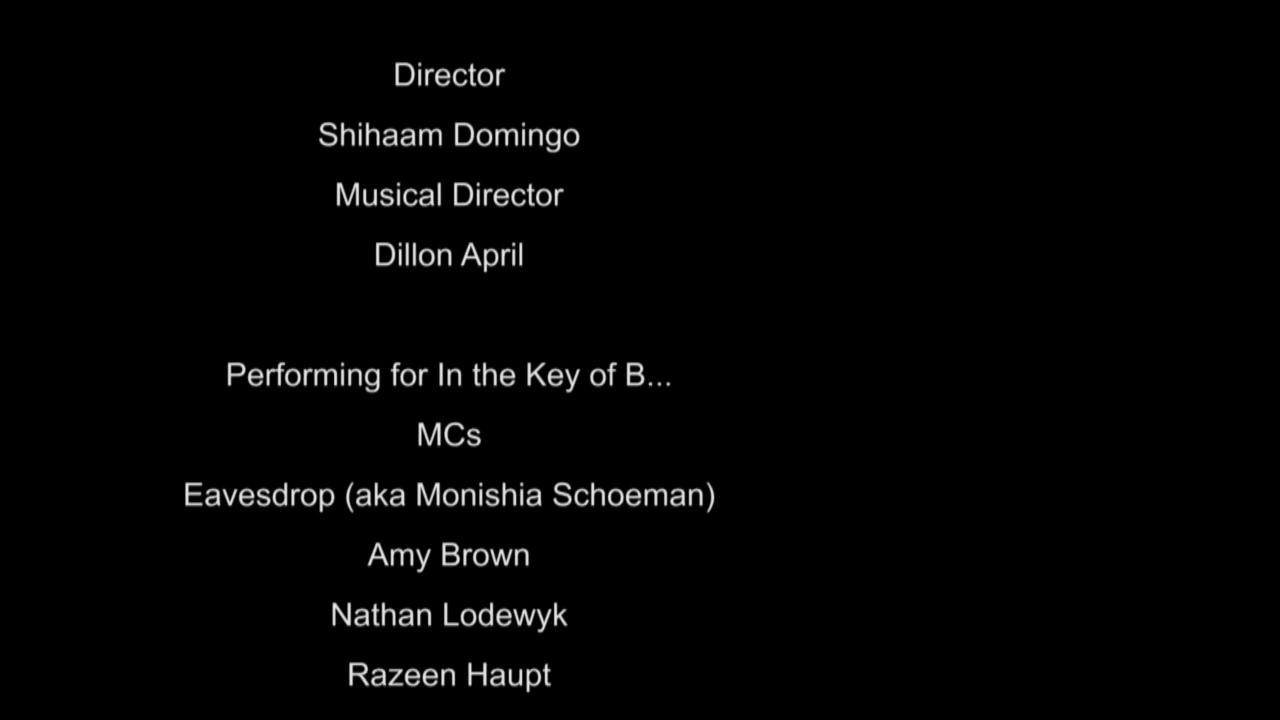 Director
Shihaam Domingo
Musical Director
Dillon April
Performing for In the Key of B...
MCs
Eavesdrop (aka Monishia Schoeman)
Amy Brown
Nathan Lodewyk
Razeen Haupt